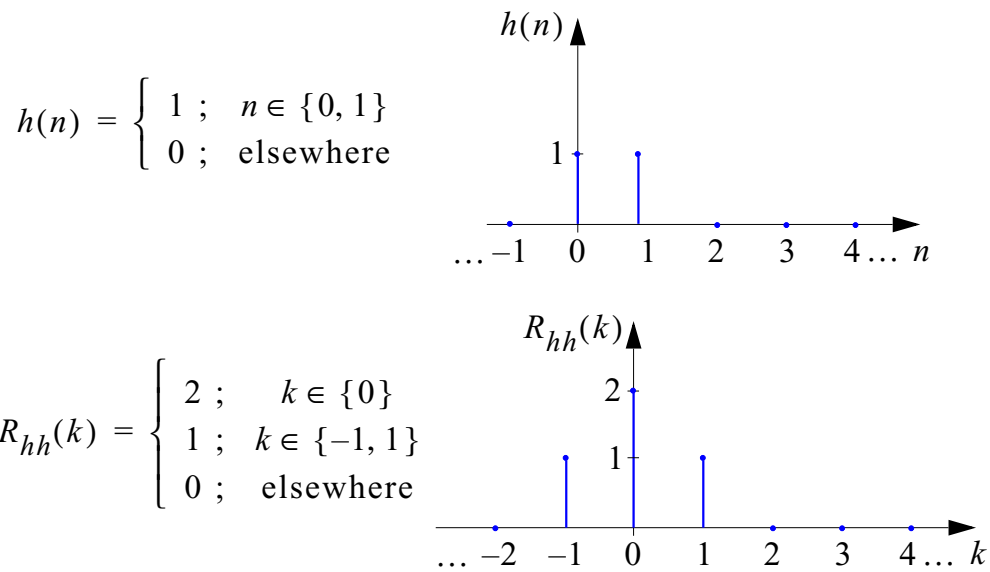 h(n)
h(n) = { 1 ; n ∈ {0, 1}
0 ; elsewhere
1
... –1 0 1 2 3 4 ... n
R_hh(k)
R_hh(k) = { 2 ; k ∈ {0}
1 ; k ∈ {–1, 1}
0 ; elsewhere
2
1
... –2 –1 0 1 2 3 4 ... k